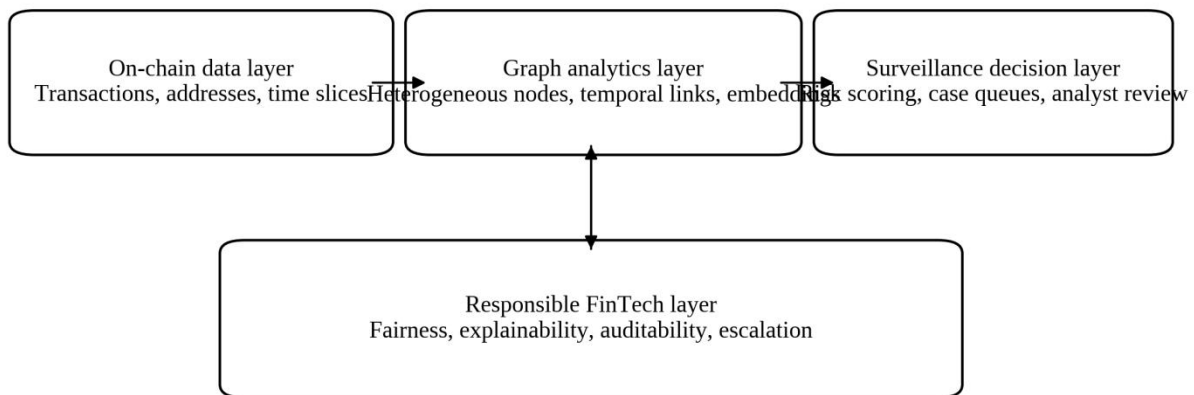 On-chain data layer
Transactions, addresses, time slices
Graph analytics layer
Heterogeneous nodes, temporal links, embeddings
Surveillance decision layer
Risk scoring, case queues, analyst review
Responsible FinTech layer
Fairness, explainability, auditability, escalation